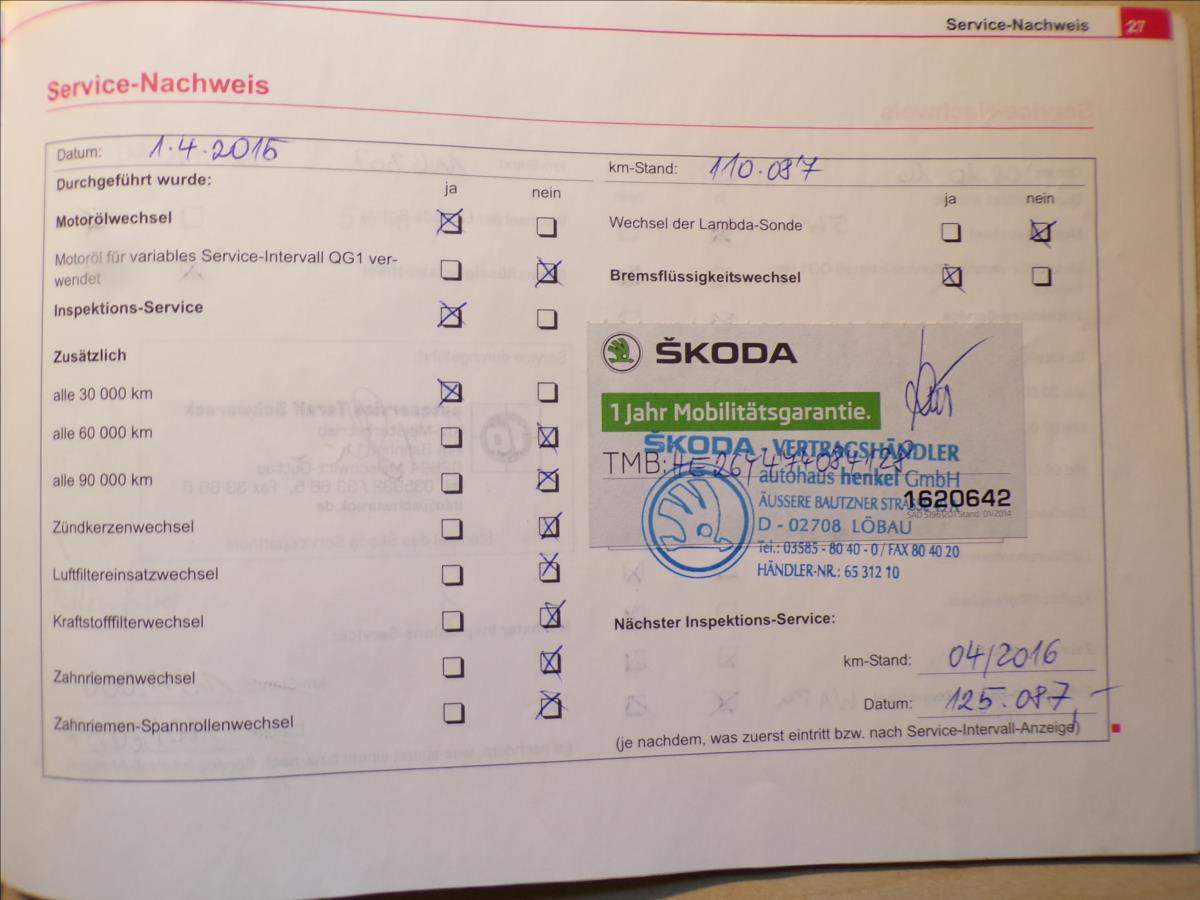 Service-Nachweis 27
Service-Nachweis
Datum: 1.4.2015
Durchgeführt wurde:
ja nein
Motorölwechsel
Motoröl für variables Service-Intervall QG1 ver-
wendet
Inspektions-Service
Zusätzlich
alle 30 000 km
alle 60 000 km
alle 90 000 km
Zündkerzenwechsel
Luftfiltereinsatzwechsel
Kraftstofffilterwechsel
Zahnriemenwechsel
Zahnriemen-Spannrollenwechsel
km-Stand: 110.087
ja nein
Wechsel der Lambda-Sonde
Bremsflüssigkeitswechsel
ŠKODA
1 Jahr Mobilitätsgarantie.
ŠKODA - VERTRAGSHÄNDLER
TMB:
autohaus henkel GmbH
ÄUSSERE BAUTZNER
1620642
D - 02708 LÖBAU
Tel.: 03585 - 80 40 - 0 / FAX 80 40 20
HÄNDLER-NR.: 65 312 10
Nächster Inspektions-Service:
km-Stand: 04/2016
Datum: 125.087,-
(je nachdem, was zuerst eintritt bzw. nach Service-Intervall-Anzeige)